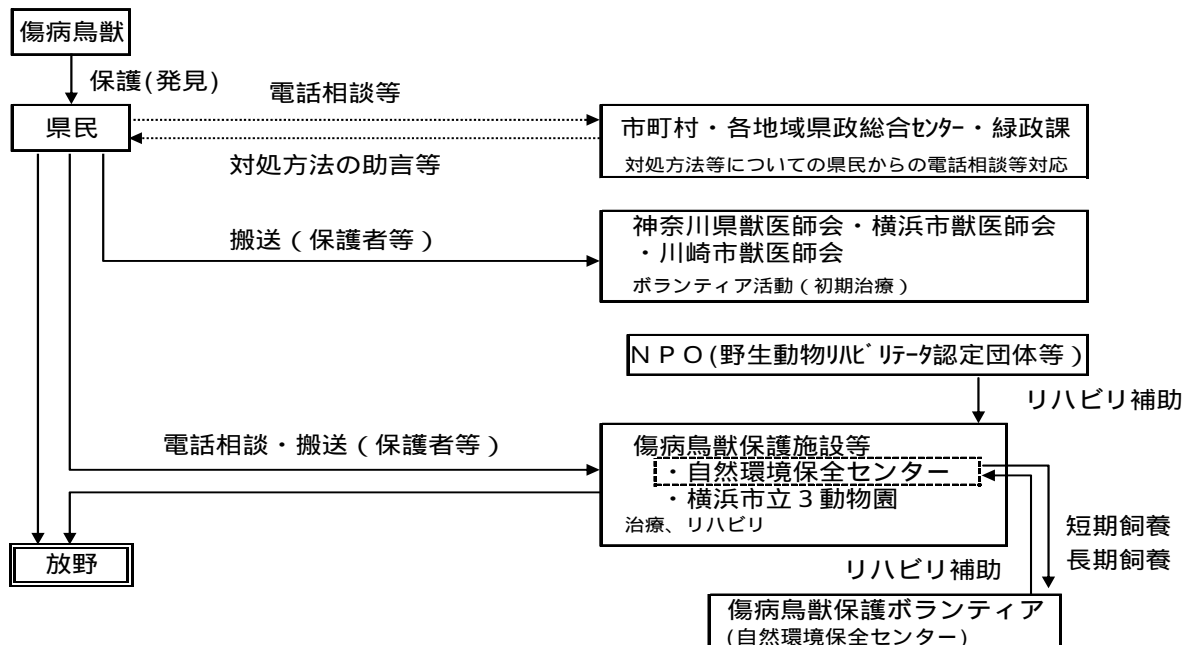 傷病鳥獣
保護(発見)
電話相談等
県民
市町村・各地域県政総合ｾﾝﾀｰ・緑政課
対処方法等についての県民からの電話相談等対応
対処方法の助言等
神奈川県獣医師会・横浜市獣医師会
・川崎市獣医師会
ボランティア活動(初期治療)
搬送(保護者等)
ＮＰＯ(野生動物ﾘﾊﾋﾞﾘﾃｰﾀ認定団体等)
リハビリ補助
電話相談・搬送(保護者等)
傷病鳥獣保護施設等
・自然環境保全センター
・横浜市立３動物園
治療、リハビリ
短期飼養
長期飼養
放野
リハビリ補助
傷病鳥獣保護ボランティア
(自然環境保全センター)